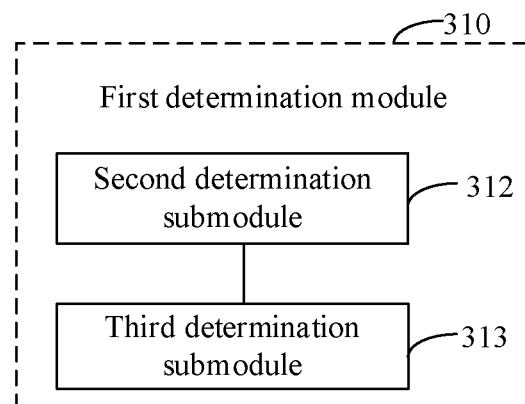 310
First determination module
Second determination
submodule
312
Third determination
submodule
313